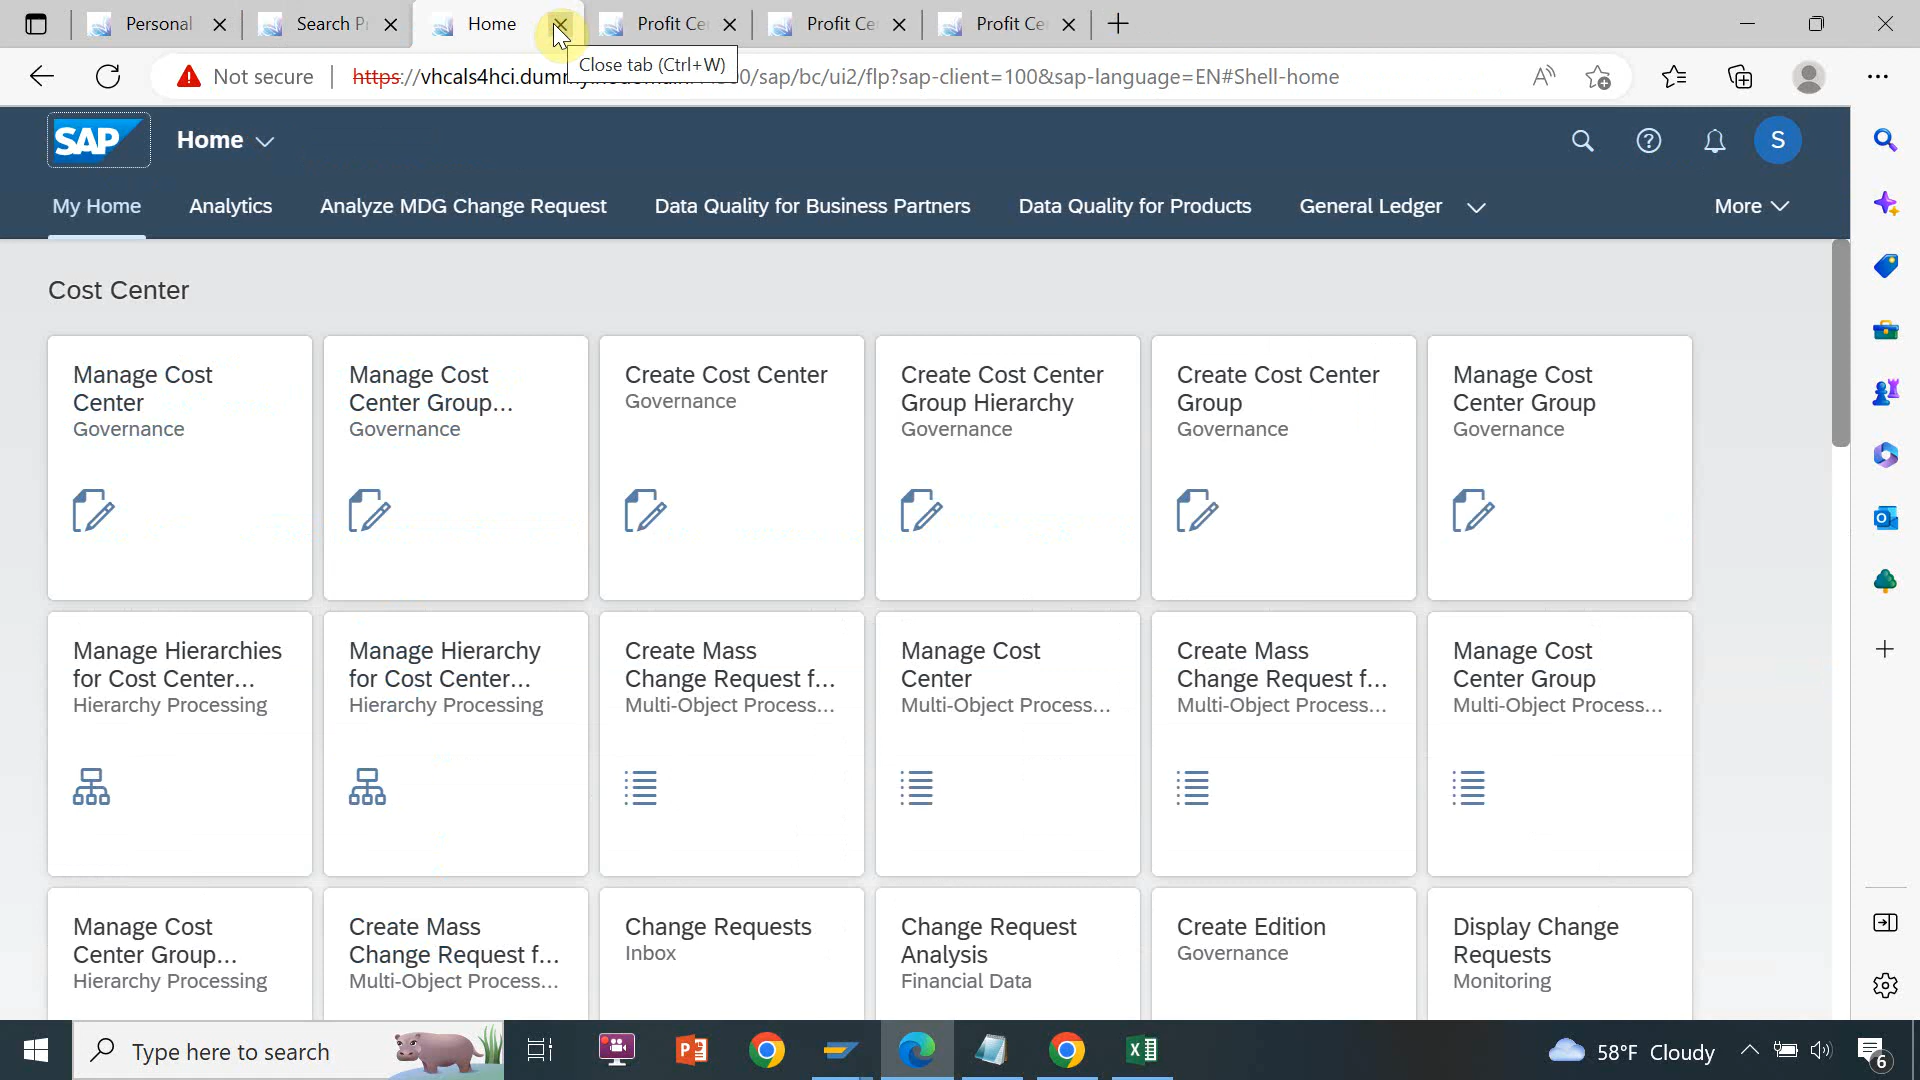 Personal
Search P
Home
Profit Ce
Profit Ce
Profit Ce
Close tab (Ctrl+W)
Not secure
https://vhcals4hci.dum 0/sap/bc/ui2/flp?sap-client=100&sap-language=EN#Shell-home
SAP
Home
S
My Home
Analytics
Analyze MDG Change Request
Data Quality for Business Partners
Data Quality for Products
General Ledger
More
Cost Center
Manage Cost
Center
Governance
Manage Cost
Center Group...
Governance
Create Cost Center
Governance
Create Cost Center
Group Hierarchy
Governance
Create Cost Center
Group
Governance
Manage Cost
Center Group
Governance
Manage Hierarchies
for Cost Center...
Hierarchy Processing
Manage Hierarchy
for Cost Center...
Hierarchy Processing
Create Mass
Change Request f...
Multi-Object Process...
Manage Cost
Center
Multi-Object Process...
Create Mass
Change Request f...
Multi-Object Process...
Manage Cost
Center Group
Multi-Object Process...
Manage Cost
Center Group...
Hierarchy Processing
Create Mass
Change Request f...
Multi-Object Process...
Change Requests
Inbox
Change Request
Analysis
Financial Data
Create Edition
Governance
Display Change
Requests
Monitoring
Type here to search
58°F Cloudy
6